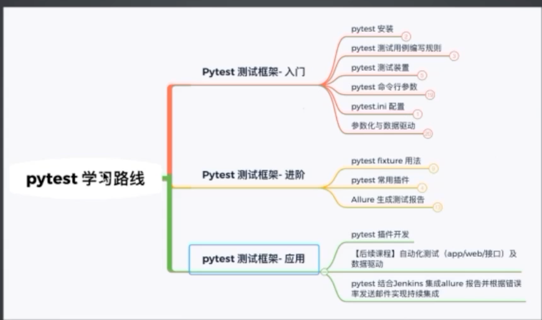 pytest 学习路线
Pytest 测试框架- 入门
pytest 安装
pytest 测试用例编写规则
pytest 测试装置
pytest 命令行参数
pytest.ini 配置
参数化与数据驱动
Pytest 测试框架- 进阶
pytest fixture 用法
pytest 常用插件
Allure 生成测试报告
pytest 测试框架- 应用
pytest 插件开发
【后续课程】自动化测试（app/web/接口）及
数据驱动
pytest 结合Jenkins 集成allure 报告并根据错误
率发送邮件实现持续集成